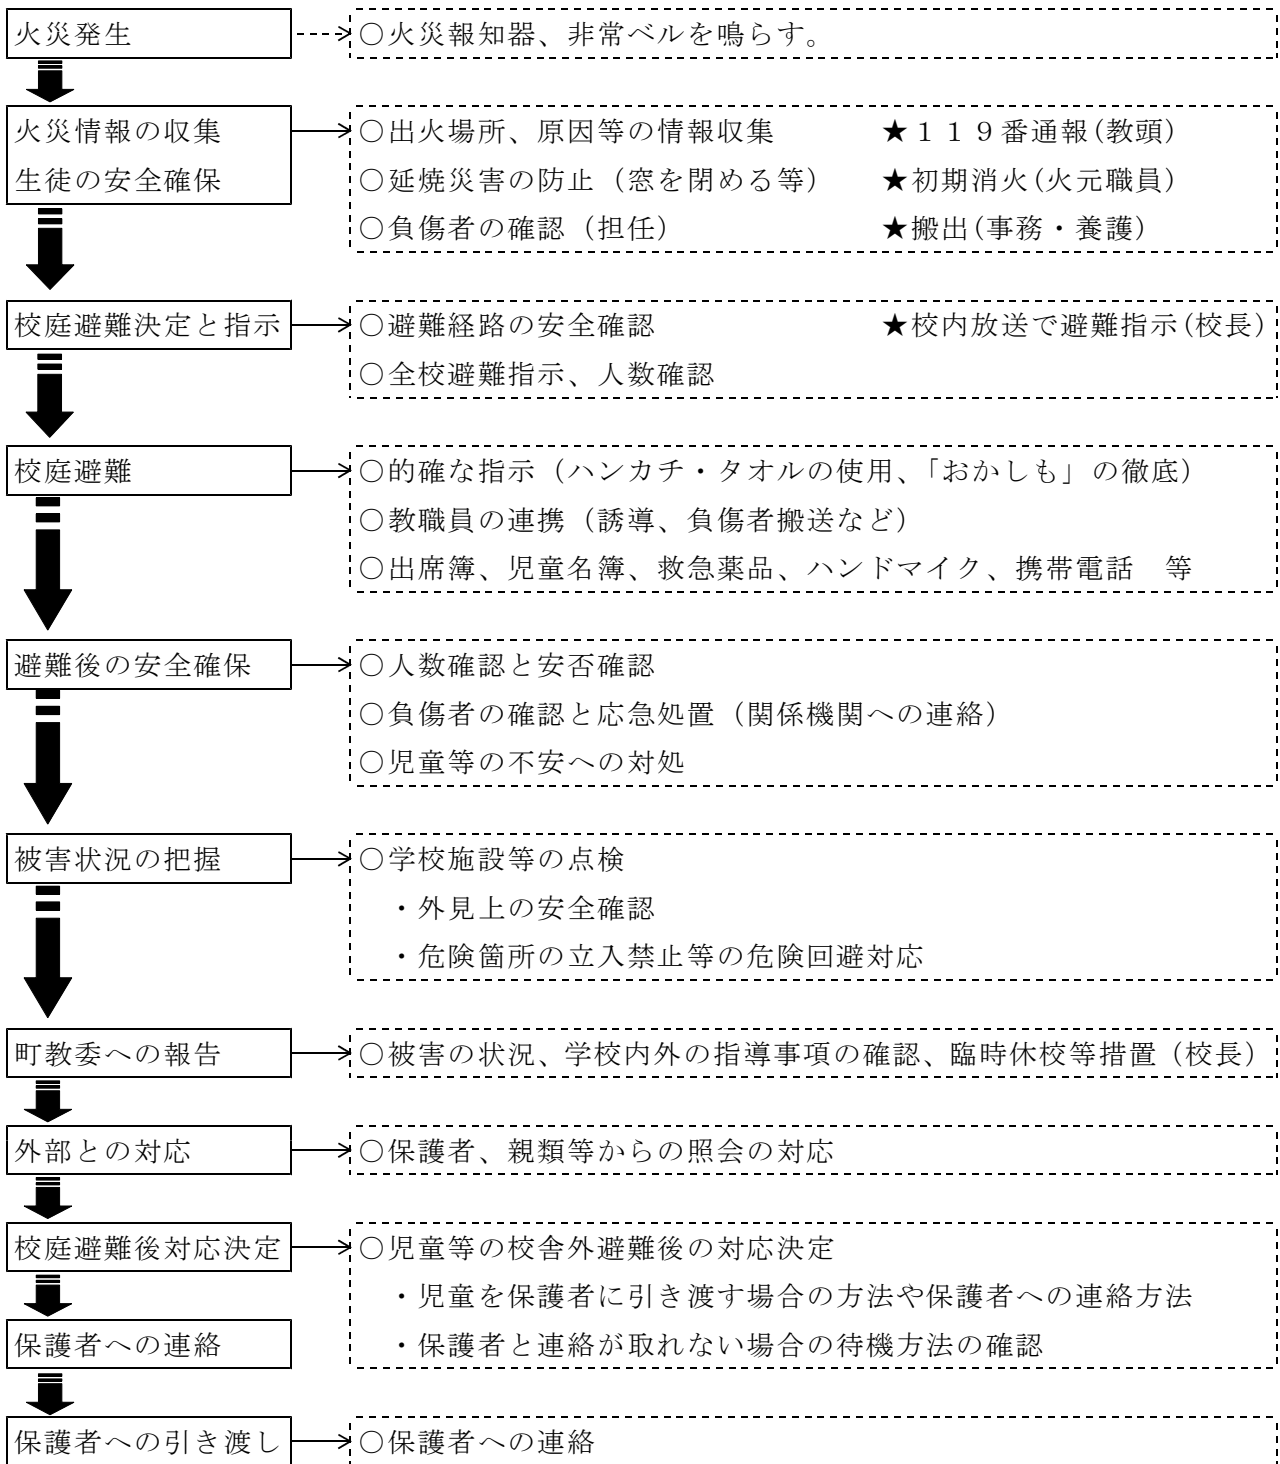 火災発生
○火災報知器、非常ベルを鳴らす。
火災情報の収集
生徒の安全確保
○出火場所、原因等の情報収集　★119番通報(教頭)
○延焼災害の防止（窓を閉める等）　★初期消火(火元職員)
○負傷者の確認（担任）　★搬出(事務・養護)
校庭避難決定と指示
○避難経路の安全確認　★校内放送で避難指示(校長)
○全校避難指示、人数確認
校庭避難
○的確な指示（ハンカチ・タオルの使用、「おかしも」の徹底）
○教職員の連携（誘導、負傷者搬送など）
○出席簿、児童名簿、救急薬品、ハンドマイク、携帯電話　等
避難後の安全確保
○人数確認と安否確認
○負傷者の確認と応急処置（関係機関への連絡）
○児童等の不安への対処
被害状況の把握
○学校施設等の点検
・外見上の安全確認
・危険箇所の立入禁止等の危険回避対応
町教委への報告
○被害の状況、学校内外の指導事項の確認、臨時休校等措置（校長）
外部との対応
○保護者、親類等からの照会の対応
校庭避難後対応決定
○児童等の校舎外避難後の対応決定
・児童を保護者に引き渡す場合の方法や保護者への連絡方法
・保護者と連絡が取れない場合の待機方法の確認
保護者への連絡
保護者への引き渡し
○保護者への連絡